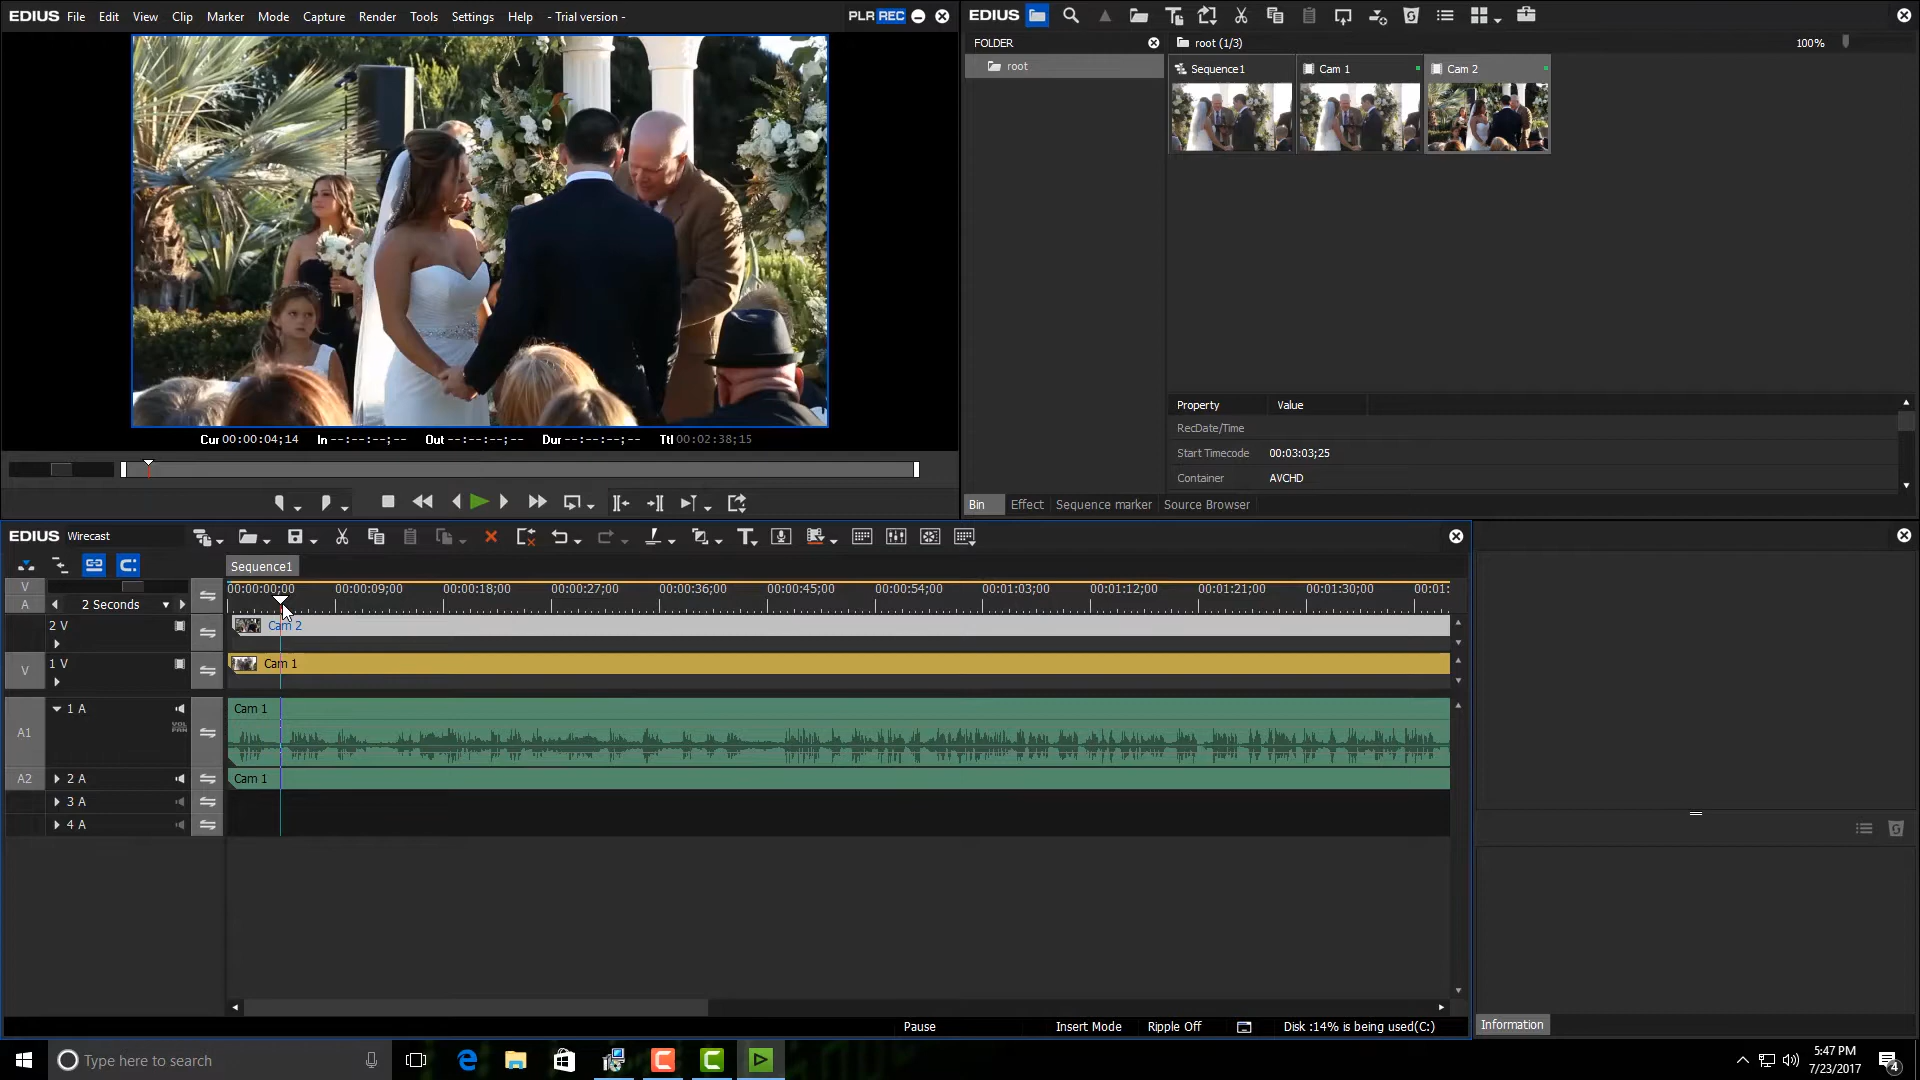 EDIUS File Edit View Clip Marker Mode Capture Render Tools Settings Help - Trial version - PLR REC
Cur 00:00:04;14 In --:--:--;-- Out --:--:--;-- Dur --:--:--;-- Ttl 00:02:38;15
EDIUS
FOLDER
root
root (1/3) 100%
Sequence1 Cam 1 Cam 2
Property Value
RecDate/Time
Start Timecode 00:03:03;25
Container AVCHD
Bin Effect Sequence marker Source Browser
EDIUS Wirecast
Sequence1
V
A 2 Seconds
00:00:00;00 00:00:09;00 00:00:18;00 00:00:27;00 00:00:36;00 00:00:45;00 00:00:54;00 00:01:03;00 00:01:12;00 00:01:21;00 00:01:30;00 00:01:
2 V Cam 2
V 1 V Cam 1
A1 1 A Cam 1
VOL
PAN
A2 2 A Cam 1
3 A
4 A
Pause Insert Mode Ripple Off Disk :14% is being used(C:)
Information
Type here to search
5:47 PM
7/23/2017
4